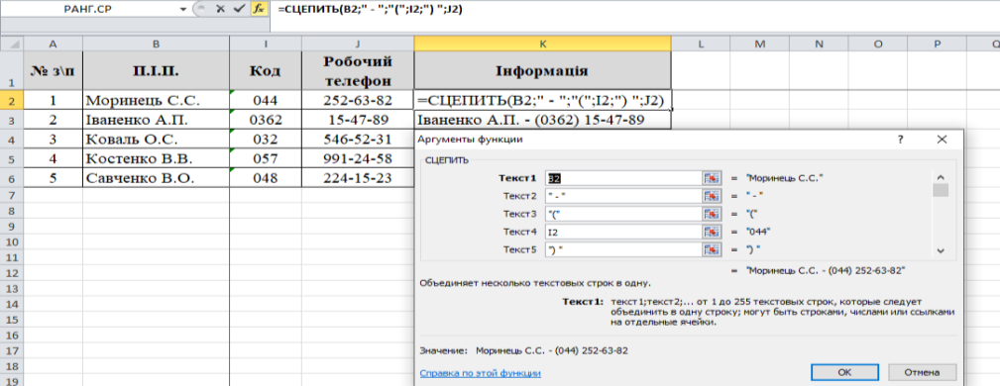 РАНГ.СР =СЦЕПИТЬ(B2;" - ";"(";I2;") ";J2)
A B I J K L M N O P Q
1 № з\п П.І.П. Код Робочий телефон Інформація
2 1 Моринець С.С. 044 252-63-82 =СЦЕПИТЬ(B2;" - ";"(";I2;") ";J2)
3 2 Іваненко А.П. 0362 15-47-89 Іваненко А.П. - (0362) 15-47-89
4 3 Коваль О.С. 032 546-52-31
5 4 Костенко В.В. 057 991-24-58
6 5 Савченко В.О. 048 224-15-23
7
8
9
10
11
12
13
14
15
16
17
18
19
Аргументы функции ?
СЦЕПИТЬ
Текст1 B2 = "Моринець С.С."
Текст2 " - " = " - "
Текст3 "(" = "("
Текст4 I2 = "044"
Текст5 ") " = ") "
= "Моринець С.С. - (044) 252-63-82"
Объединяет несколько текстовых строк в одну.
Текст1: текст1;текст2;... от 1 до 255 текстовых строк, которые следует
объединить в одну строку; могут быть строками, числами или ссылками
на отдельные ячейки.
Значение: Моринець С.С. - (044) 252-63-82
Справка по этой функции ОК Отмена